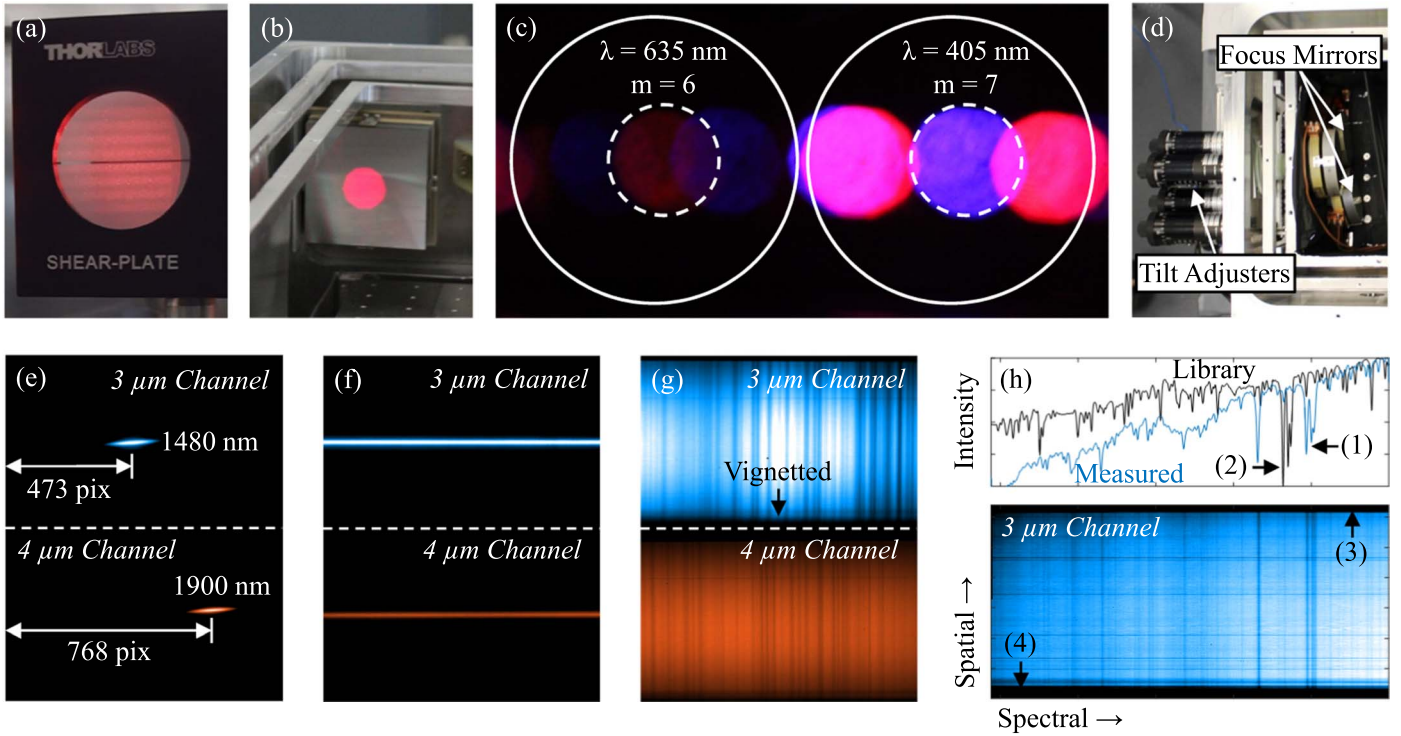 (a)
THORLABS
SHEAR-PLATE
(b)
(c)
λ = 635 nm
m = 6
λ = 405 nm
m = 7
(d)
Focus Mirrors
Tilt Adjusters
(e)
3 µm Channel
1480 nm
473 pix
4 µm Channel
1900 nm
768 pix
(f)
3 µm Channel
4 µm Channel
(g)
3 µm Channel
Vignetted
4 µm Channel
(h)
Intensity
Library
Measured
(1)
(2)
3 µm Channel
(3)
(4)
Spatial →
Spectral →